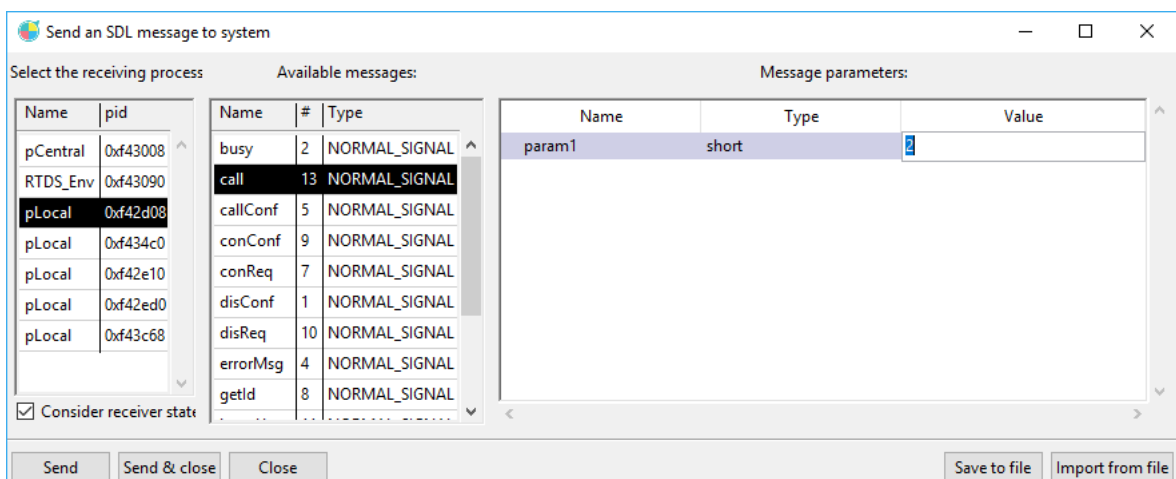 Send an SDL message to system
Select the receiving process Available messages: Message parameters:
Name pid Name # Type Name Type Value
pCentral 0xf43008 busy 2 NORMAL_SIGNAL param1 short 2
RTDS_Env 0xf43090 call 13 NORMAL_SIGNAL
pLocal 0xf42d08 callConf 5 NORMAL_SIGNAL
pLocal 0xf434c0 conConf 9 NORMAL_SIGNAL
pLocal 0xf42e10 conReq 7 NORMAL_SIGNAL
pLocal 0xf42ed0 disConf 1 NORMAL_SIGNAL
pLocal 0xf43c68 disReq 10 NORMAL_SIGNAL
errorMsg 4 NORMAL_SIGNAL
getId 8 NORMAL_SIGNAL
Consider receiver state
Send Send & close Close Save to file Import from file